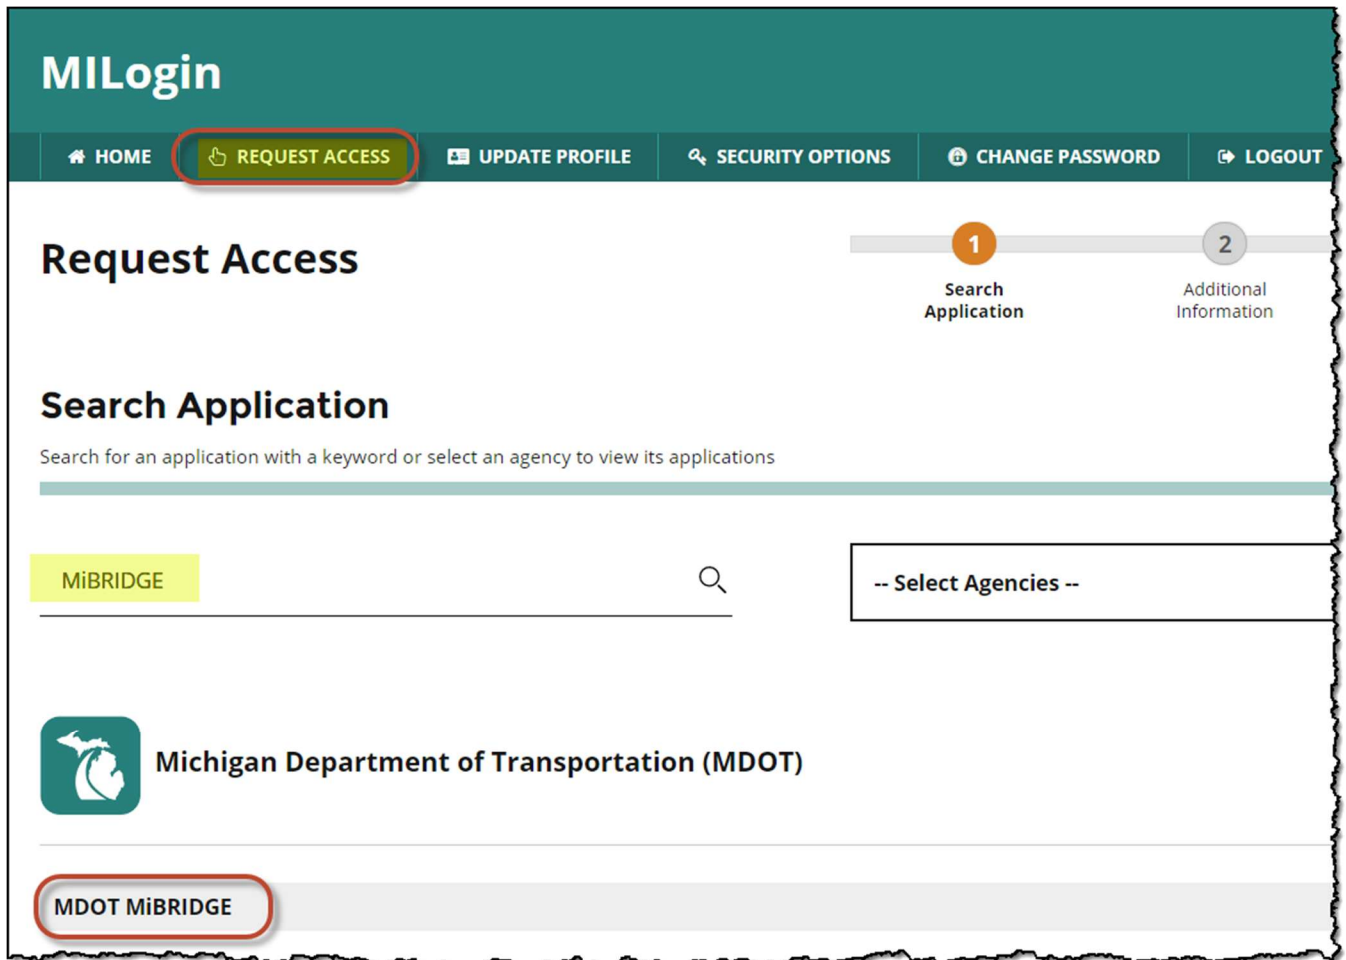 MILogin
HOME REQUEST ACCESS UPDATE PROFILE SECURITY OPTIONS CHANGE PASSWORD LOGOUT
Request Access
1 2
Search Application
Additional Information
Search Application
Search for an application with a keyword or select an agency to view its applications
MiBRIDGE
-- Select Agencies --
Michigan Department of Transportation (MDOT)
MDOT MiBRIDGE